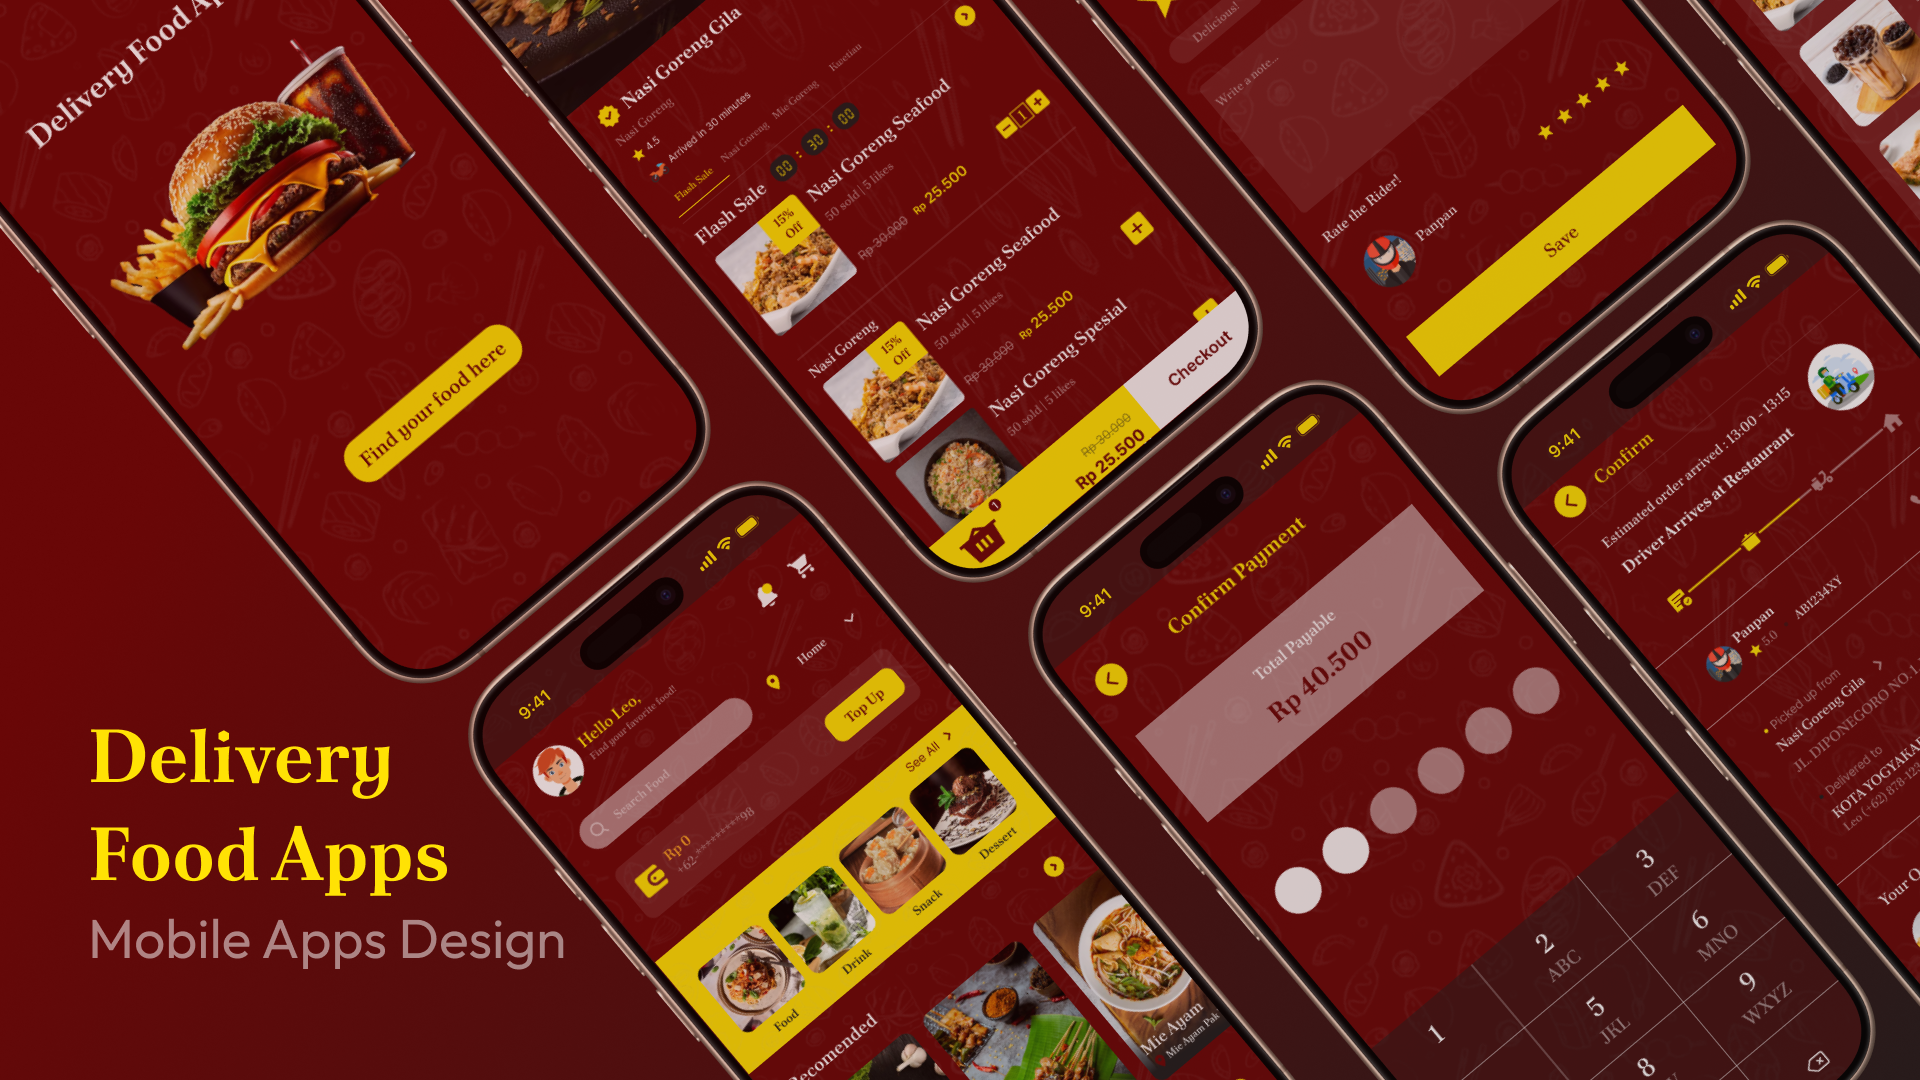 Delivery Food A
Find your food here
Nasi Goreng Gila
Nasi Goreng
4.5
Arrived in 30 minutes
Flash Sale
Nasi Goreng
Mie Goreng
Kwetiau
Flash Sale
00 : 30 : 00
15%
Off
Nasi Goreng Seafood
50 sold | 5 likes
Rp 30.000
Rp 25.500
1
Nasi Goreng
15%
Off
Nasi Goreng Seafood
50 sold | 5 likes
Rp 30.000
Rp 25.500
Nasi Goreng Spesial
50 sold | 5 likes
1
Rp 30.000
Rp 25.500
Checkout
Delicious!
Write a note...
Rate the Rider!
Panpan
Save
9:41
Hello Leo,
Find your favorite food!
Home
Search Food
Rp 0
+62-********98
Top Up
See All
Food
Drink
Snack
Dessert
Recomended
Mie Ayam
Mie Ayam Pak
9:41
Confirm Payment
Total Payable
Rp 40.500
1
2
ABC
3
DEF
5
JKL
6
MNO
8
9
WXYZ
9:41
Confirm
Estimated order arrived : 13:00 - 13:15
Driver Arrives at Restaurant
Panpan
5.0
AB1234XY
Picked up from
Nasi Goreng Gila
JL. DIPONEGORO NO. 1,
Delivered to
KOTA YOGYAKA
Leo (+62) 878-123
Your O
Delivery
Food Apps
Mobile Apps Design